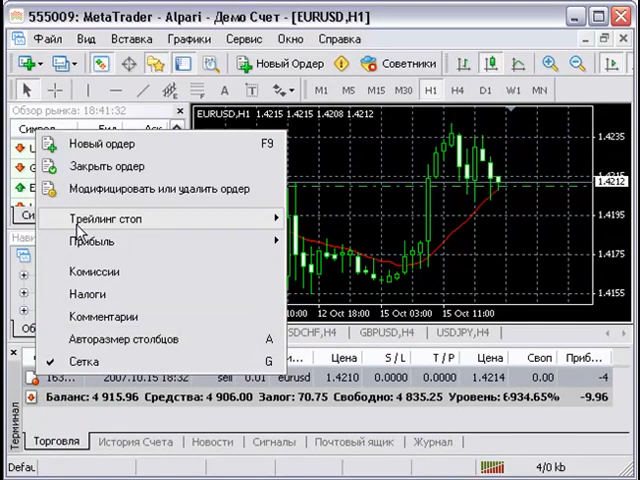 555009: MetaTrader - Alpari - Демо Счет - [EURUSD,H1]
Файл Вид Вставка Графики Сервис Окно Справка
Новый Ордер Советники
A T M1 M5 M15 M30 H1 H4 D1 W1 MN
Обзор рынка: 18:41:32
Символ Бид Аск
EURUSD,H1 1.4215 1.4215 1.4208 1.4212
1.4235
1.4212
1.4195
1.4175
1.4155
Новый ордер F9
Закрыть ордер
Модифицировать или удалить ордер
Трейлинг стоп
Прибыль
Комиссии
Налоги
Комментарии
Авторазмер столбцов A
Сетка G
12 Oct 18:00 15 Oct 03:00 15 Oct 11:00
SDCHF,H4 GBPUSD,H4 USDJPY,H4
Цена S / L T / P Цена Своп Приб...
163... 2007.10.15 18:32 sell 0.01 eurusd 1.4210 0.0000 0.0000 1.4214 0.00 -4
Баланс: 4 915.96 Средства: 4 906.00 Залог: 70.75 Свободно: 4 835.25 Уровень: 6934.65% -9.96
Терминал
Торговля История Счета Новости Сигналы Почтовый ящик Журнал
Defau 4/0 kb